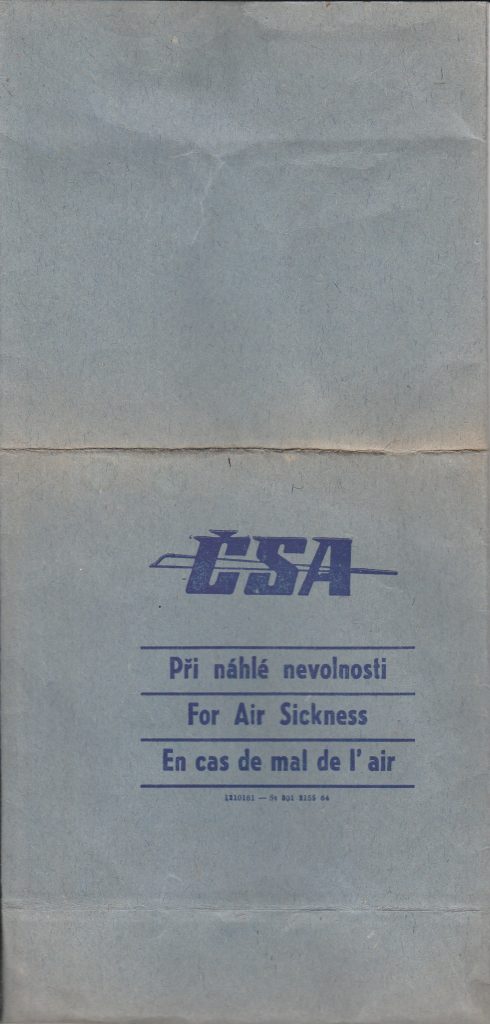 ČSA
Při náhlé nevolnosti
For Air Sickness
En cas de mal de l'air